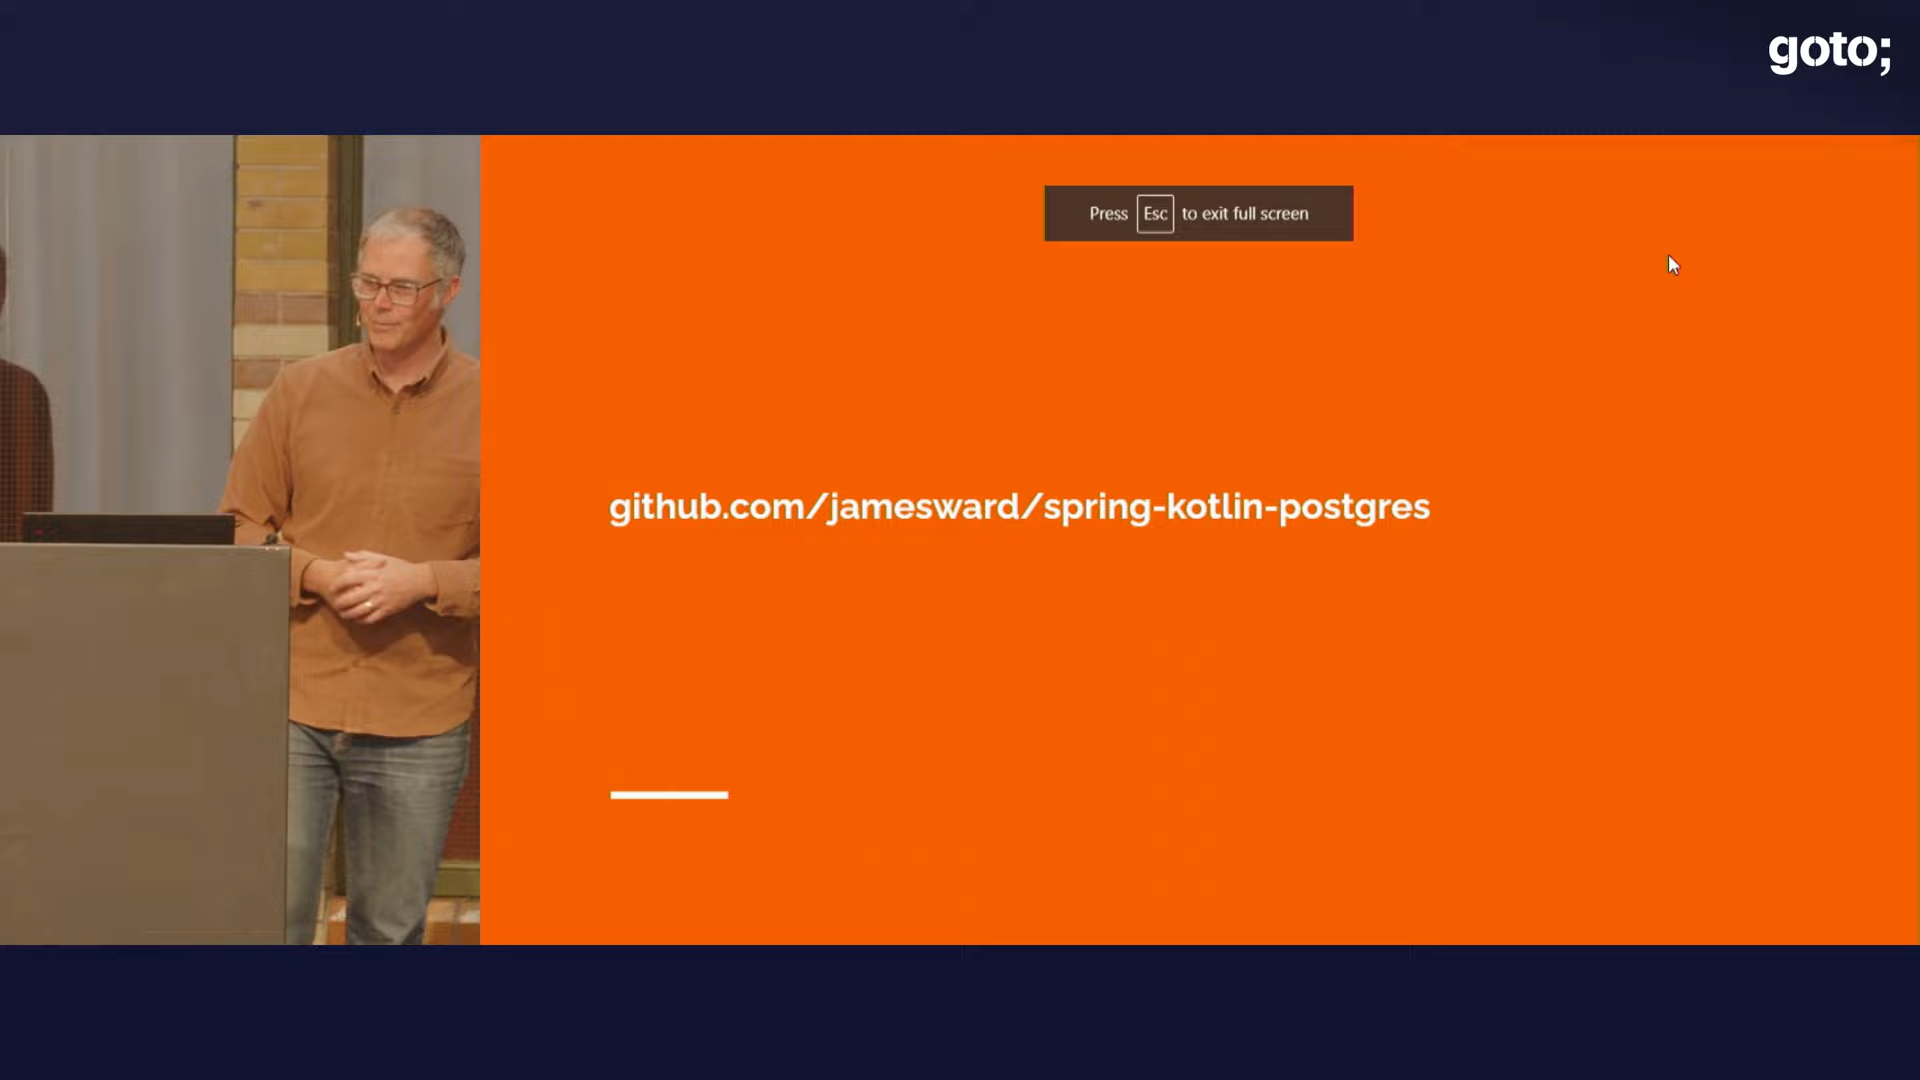 goto;
Press Esc to exit full screen
github.com/jamesward/spring-kotlin-postgres